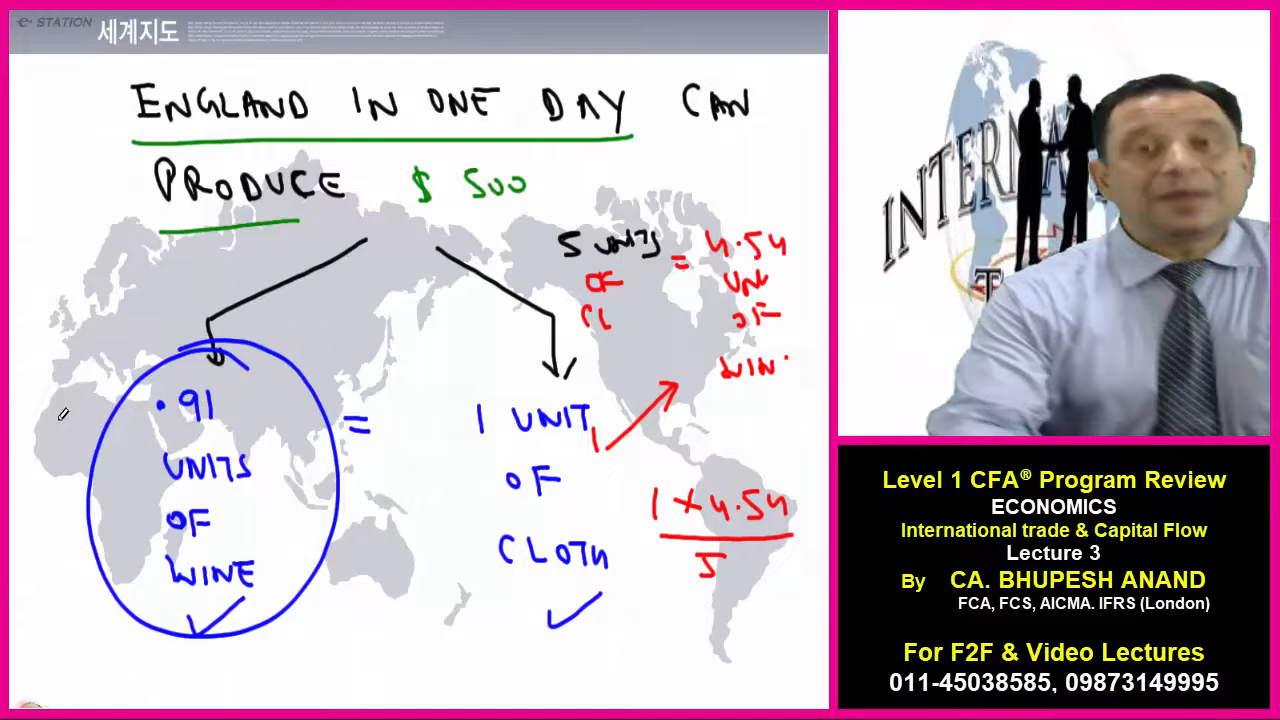 e-STATION
세계지도
ENGLAND IN ONE DAY CAN
PRODUCE $ 500
5 UNITS = 4.54
OF UNI
CL OF
WIN
.91 = 1 UNIT
UNITS OF
OF CLOTH
WINE
1 × 4.54
5
INTERNA
T
Level 1 CFA® Program Review
ECONOMICS
International trade & Capital Flow
Lecture 3
By CA. BHUPESH ANAND
FCA, FCS, AICMA. IFRS (London)
For F2F & Video Lectures
011-45038585, 09873149995